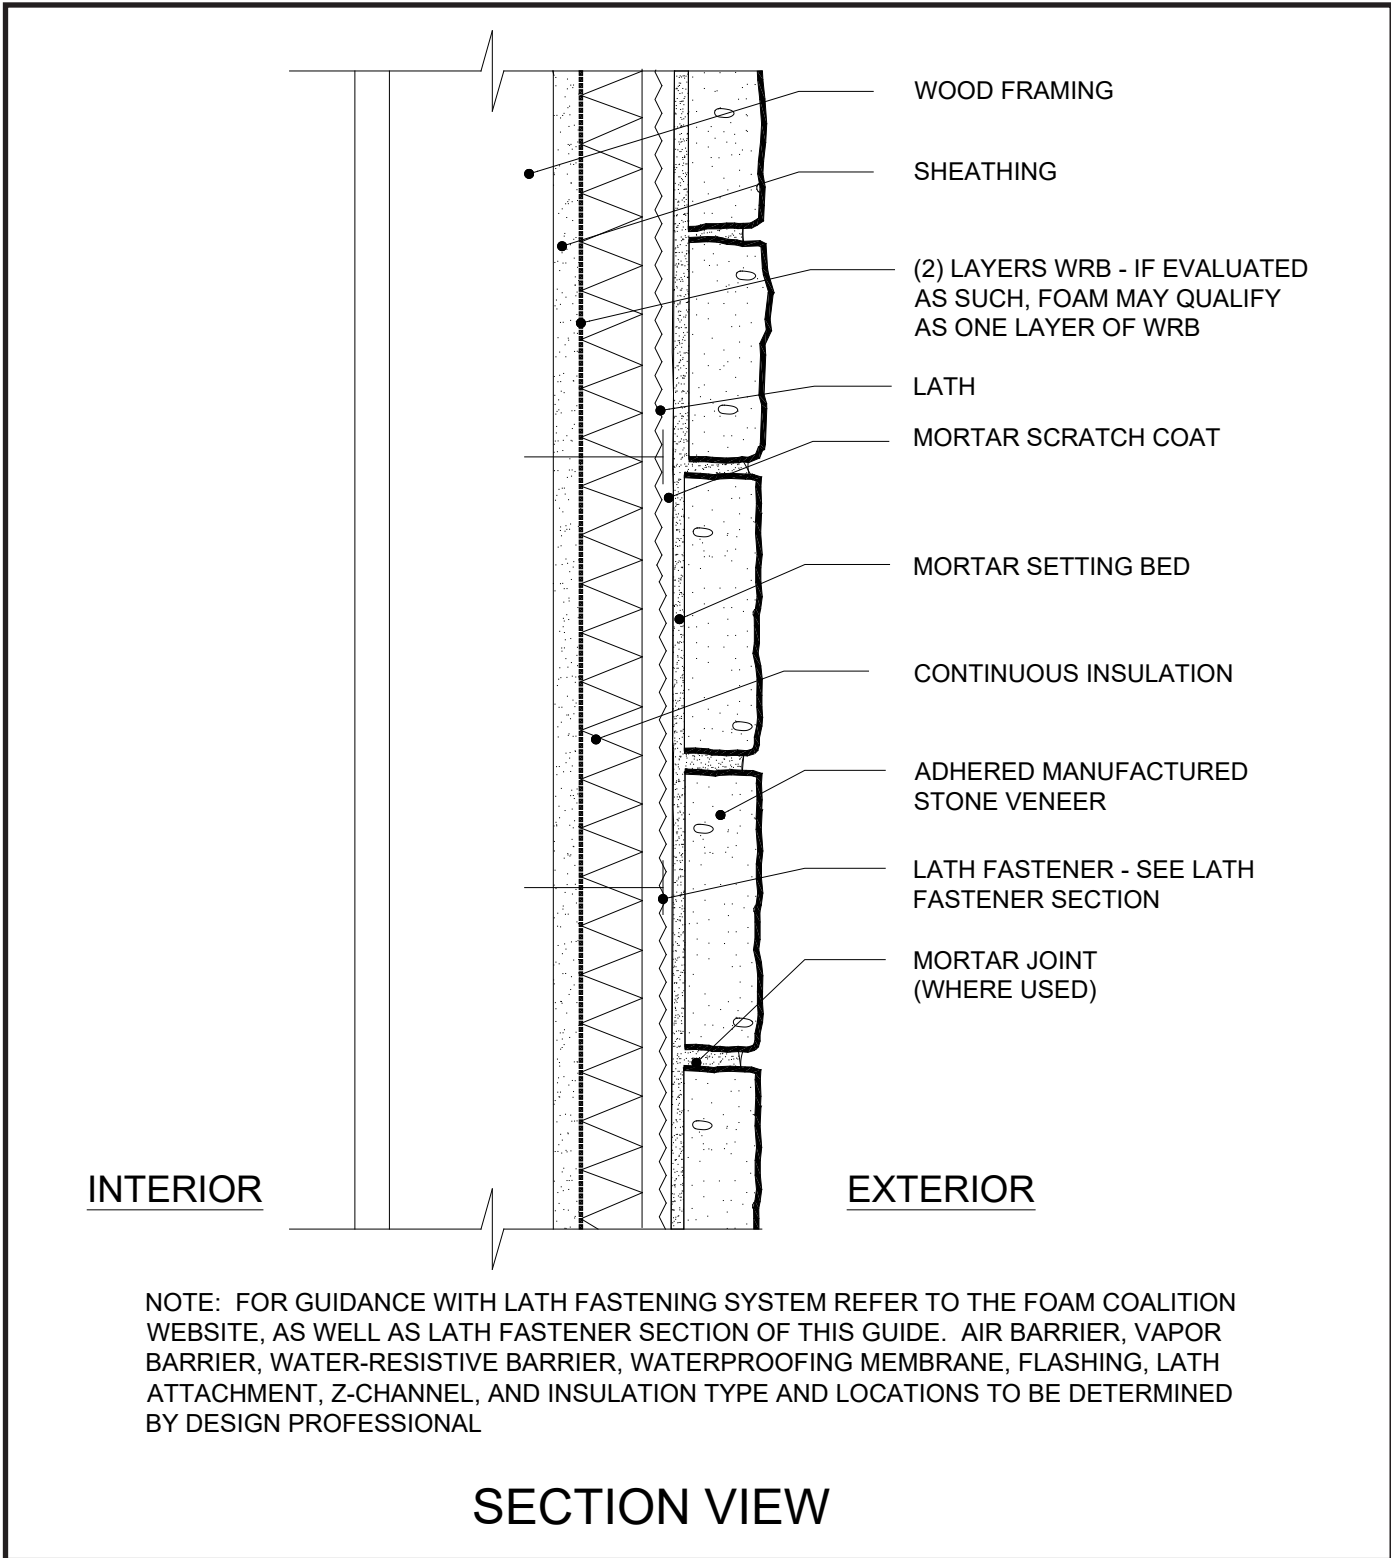 WOOD FRAMING
SHEATHING
(2) LAYERS WRB - IF EVALUATED
AS SUCH, FOAM MAY QUALIFY
AS ONE LAYER OF WRB
LATH
MORTAR SCRATCH COAT
MORTAR SETTING BED
CONTINUOUS INSULATION
ADHERED MANUFACTURED
STONE VENEER
LATH FASTENER - SEE LATH
FASTENER SECTION
MORTAR JOINT
(WHERE USED)
INTERIOR
EXTERIOR
NOTE:  FOR GUIDANCE WITH LATH FASTENING SYSTEM REFER TO THE FOAM COALITION
WEBSITE, AS WELL AS LATH FASTENER SECTION OF THIS GUIDE.  AIR BARRIER, VAPOR
BARRIER, WATER-RESISTIVE BARRIER, WATERPROOFING MEMBRANE, FLASHING, LATH
ATTACHMENT, Z-CHANNEL, AND INSULATION TYPE AND LOCATIONS TO BE DETERMINED
BY DESIGN PROFESSIONAL
SECTION VIEW